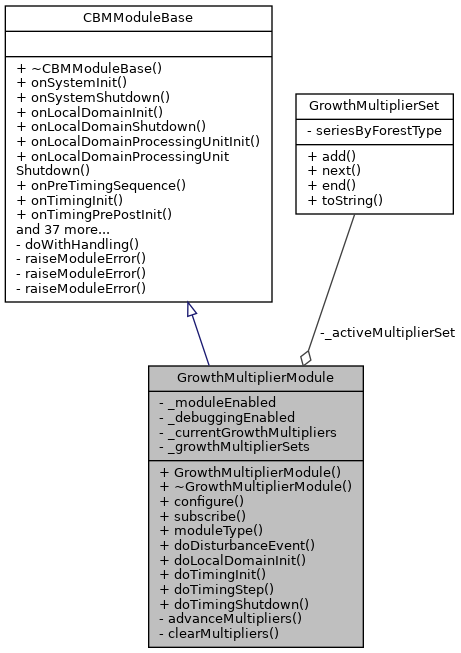 CBMModuleBase
+ ~CBMModuleBase()
+ onSystemInit()
+ onSystemShutdown()
+ onLocalDomainInit()
+ onLocalDomainShutdown()
+ onLocalDomainProcessingUnitInit()
+ onLocalDomainProcessingUnit
Shutdown()
+ onPreTimingSequence()
+ onTimingInit()
+ onTimingPrePostInit()
and 37 more...
- doWithHandling()
- raiseModuleError()
- raiseModuleError()
- raiseModuleError()
GrowthMultiplierSet
- seriesByForestType
+ add()
+ next()
+ end()
+ toString()
-_activeMultiplierSet
GrowthMultiplierModule
- _moduleEnabled
- _debuggingEnabled
- _currentGrowthMultipliers
- _growthMultiplierSets
+ GrowthMultiplierModule()
+ ~GrowthMultiplierModule()
+ configure()
+ subscribe()
+ moduleType()
+ doDisturbanceEvent()
+ doLocalDomainInit()
+ doTimingInit()
+ doTimingStep()
+ doTimingShutdown()
- advanceMultipliers()
- clearMultipliers()